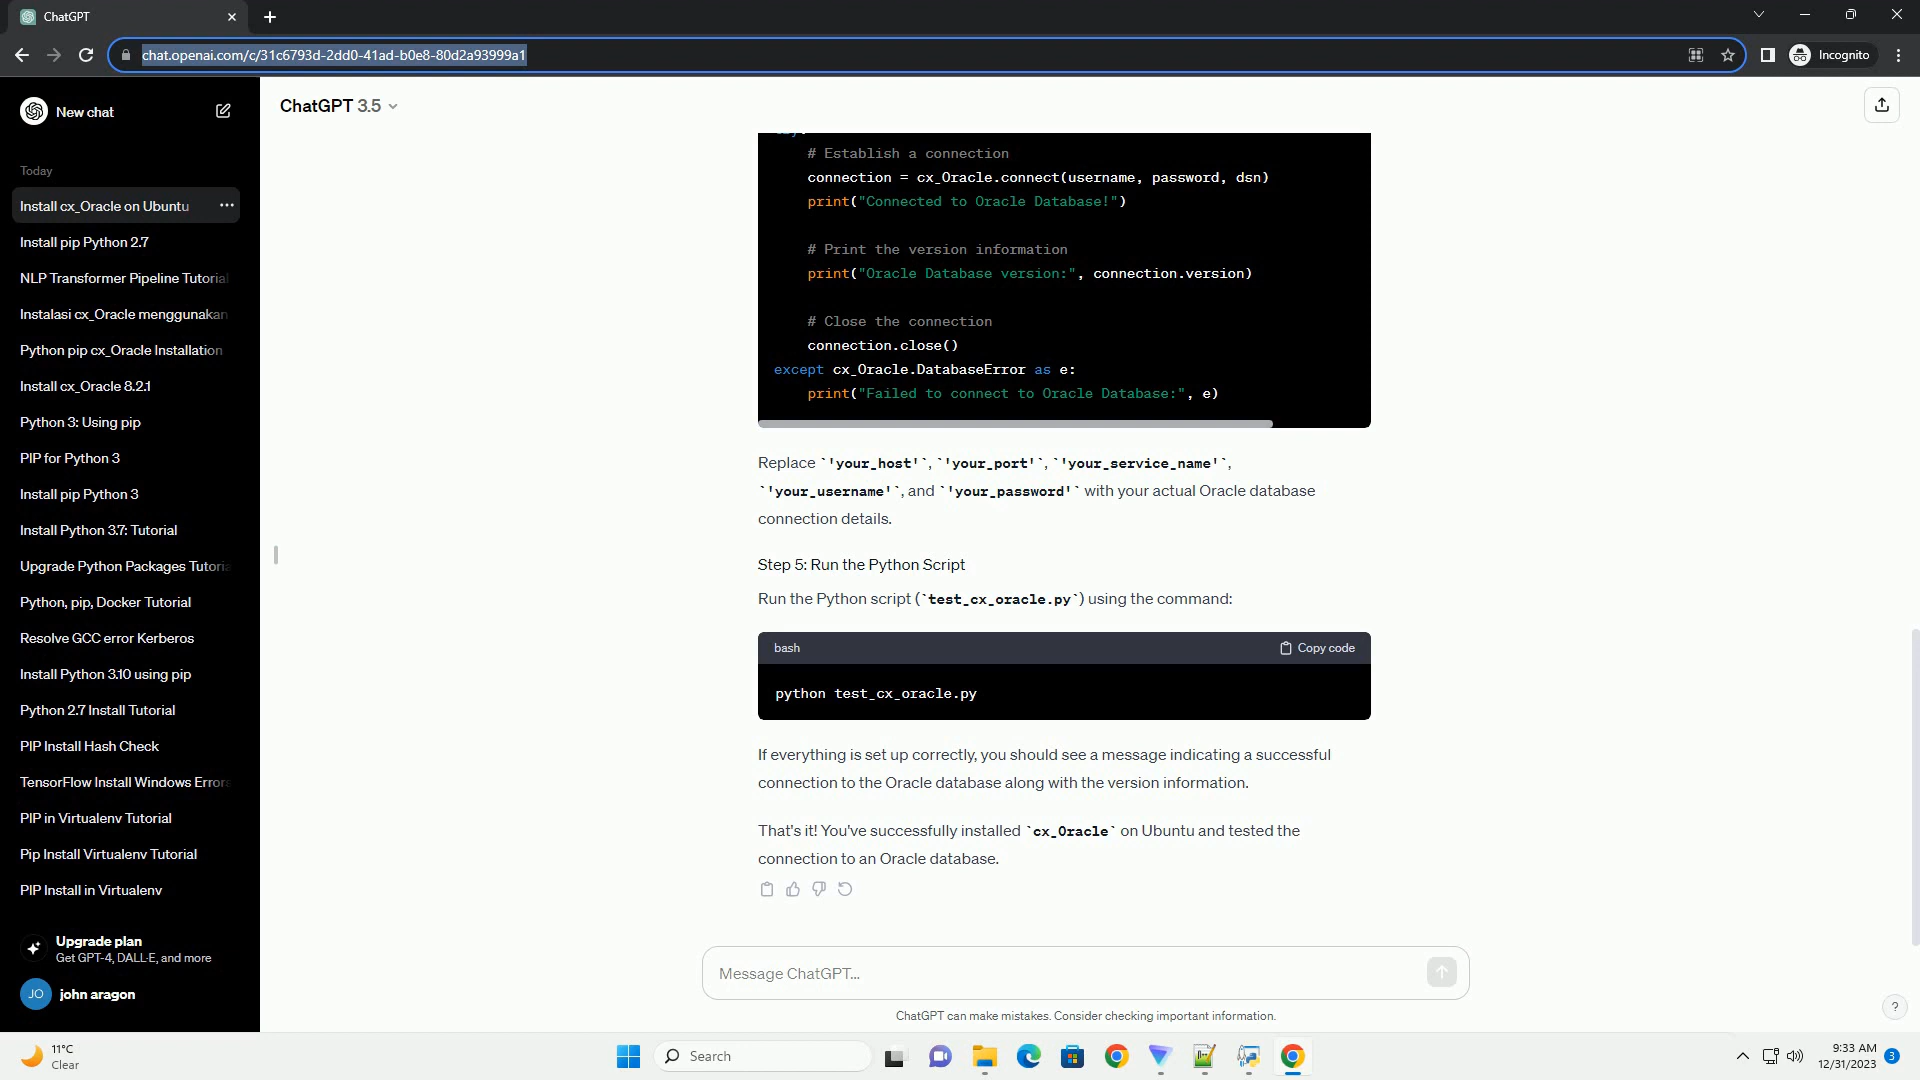 ChatGPT
chat.openai.com/c/31c6793d-2dd0-41ad-b0e8-80d2a93999a1
Incognito
New chat
Today
Install cx_Oracle on Ubuntu
Install pip Python 2.7
NLP Transformer Pipeline Tutorial
Instalasi cx_Oracle menggunakan
Python pip cx_Oracle Installation
Install cx_Oracle 8.2.1
Python 3: Using pip
PIP for Python 3
Install pip Python 3
Install Python 3.7: Tutorial
Upgrade Python Packages Tutoria
Python, pip, Docker Tutorial
Resolve GCC error Kerberos
Install Python 3.10 using pip
Python 2.7 Install Tutorial
PIP Install Hash Check
TensorFlow Install Windows Errors
PIP in Virtualenv Tutorial
Pip Install Virtualenv Tutorial
PIP Install in Virtualenv
Upgrade plan
Get GPT-4, DALL·E, and more
JO john aragon
ChatGPT 3.5
# Establish a connection
connection = cx_Oracle.connect(username, password, dsn)
print("Connected to Oracle Database!")
# Print the version information
print("Oracle Database version:", connection.version)
# Close the connection
connection.close()
except cx_Oracle.DatabaseError as e:
print("Failed to connect to Oracle Database:", e)
Replace `'your_host'`, `'your_port'`, `'your_service_name'`,
`'your_username'`, and `'your_password'` with your actual Oracle database
connection details.
Step 5: Run the Python Script
Run the Python script (`test_cx_oracle.py`) using the command:
bash
Copy code
python test_cx_oracle.py
If everything is set up correctly, you should see a message indicating a successful
connection to the Oracle database along with the version information.
That's it! You've successfully installed `cx_Oracle` on Ubuntu and tested the
connection to an Oracle database.
Message ChatGPT...
ChatGPT can make mistakes. Consider checking important information.
?
11°C
Clear
Search
9:33 AM
12/31/2023
3